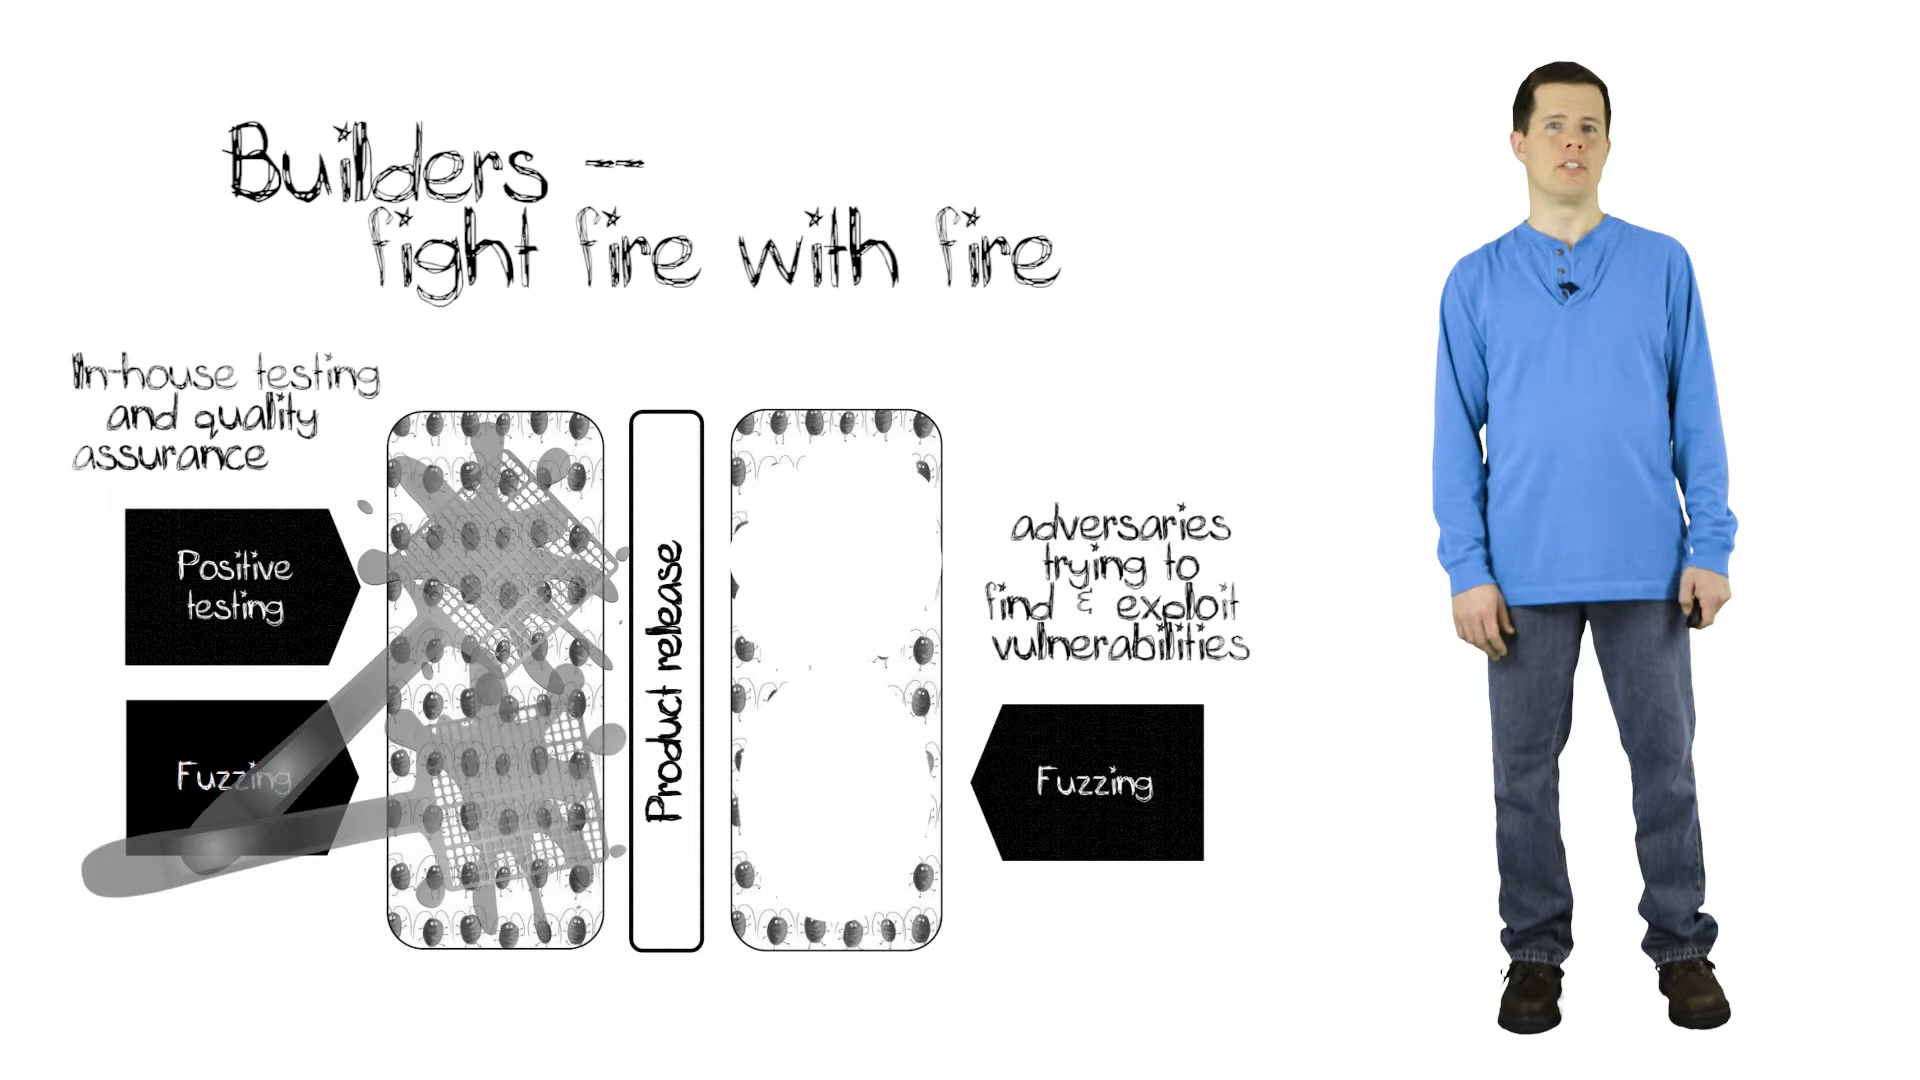 Builders --
fight fire with fire
In-house testing
and quality
assurance
Positive
testing
Fuzzing
Product release
adversaries
trying to
find & exploit
vulnerabilities
Fuzzing